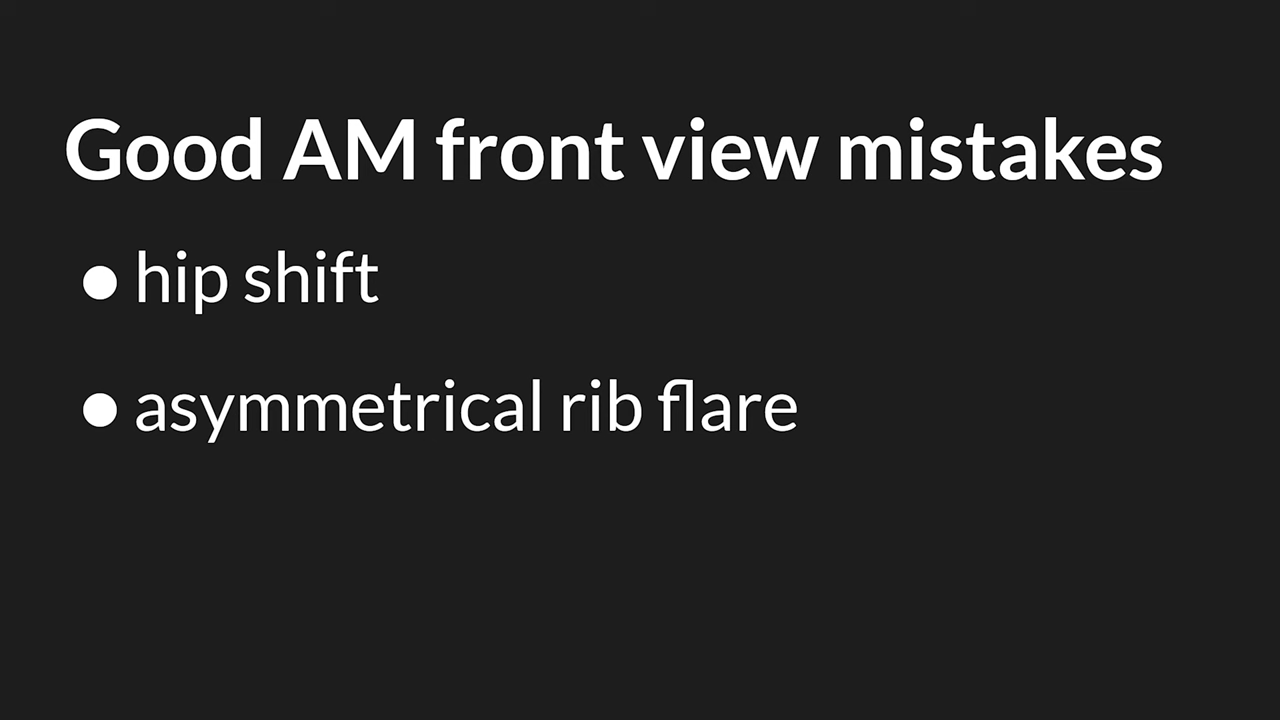 Good AM front view mistakes
● hip shift
● asymmetrical rib flare